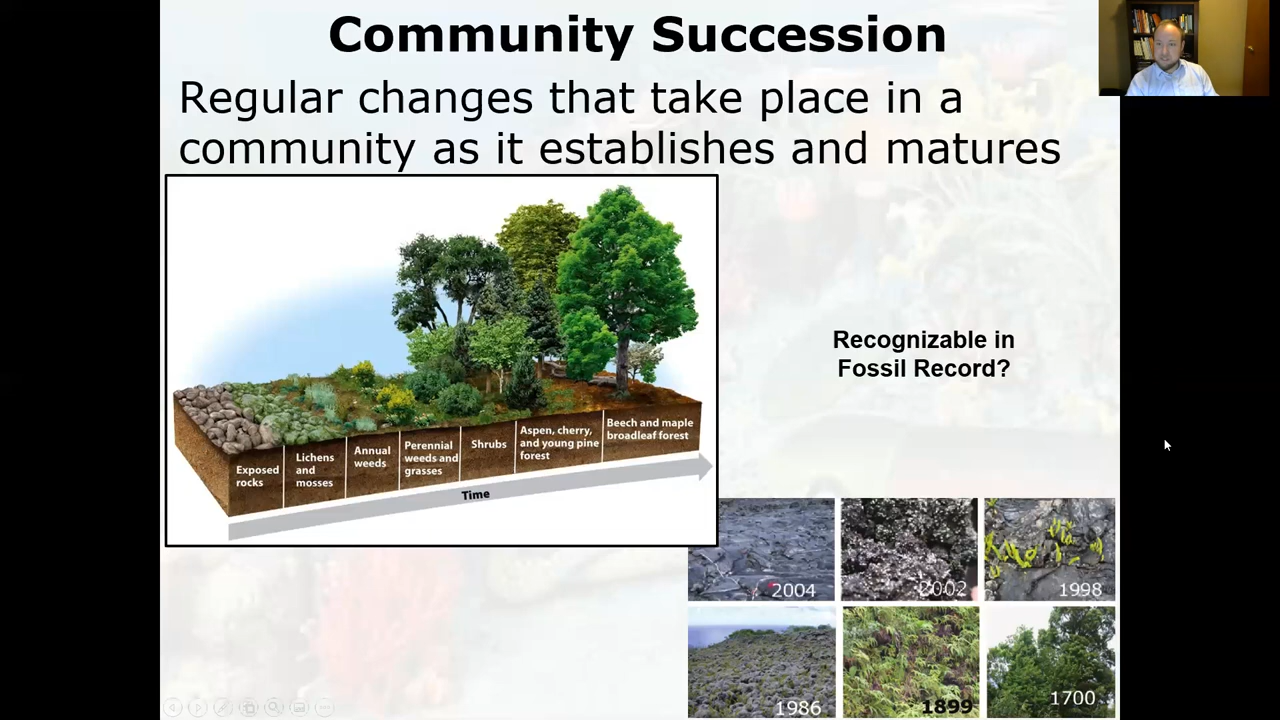 Community Succession
Regular changes that take place in a
community as it establishes and matures
Exposed
rocks
Lichens
and
mosses
Annual
weeds
Perennial
weeds and
grasses
Shrubs
Aspen, cherry,
and young pine
forest
Beech and maple
broadleaf forest
Time
Recognizable in
Fossil Record?
2004
2002
1998
1986
1899
1700